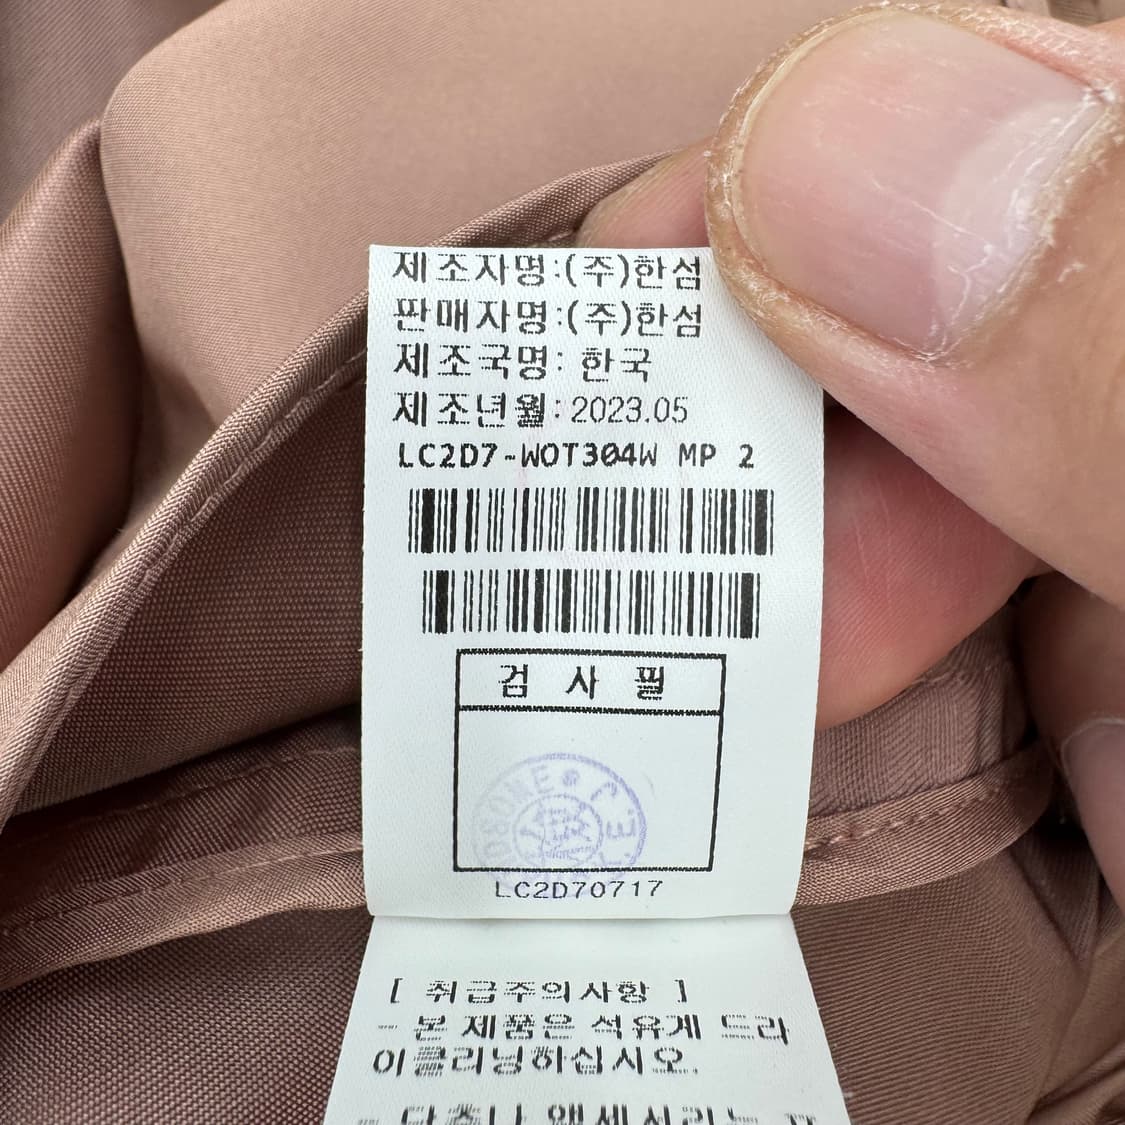 제조자명:(주)한섬
판매자명:(주)한섬
제조국명: 한국
제조년월: 2023.05
LC2D7-WOT304W MP 2
검 사 필
LC2D70717
[ 취급주의사항 ]
- 본 제품은 석유계 드라
이클리닝하십시오.